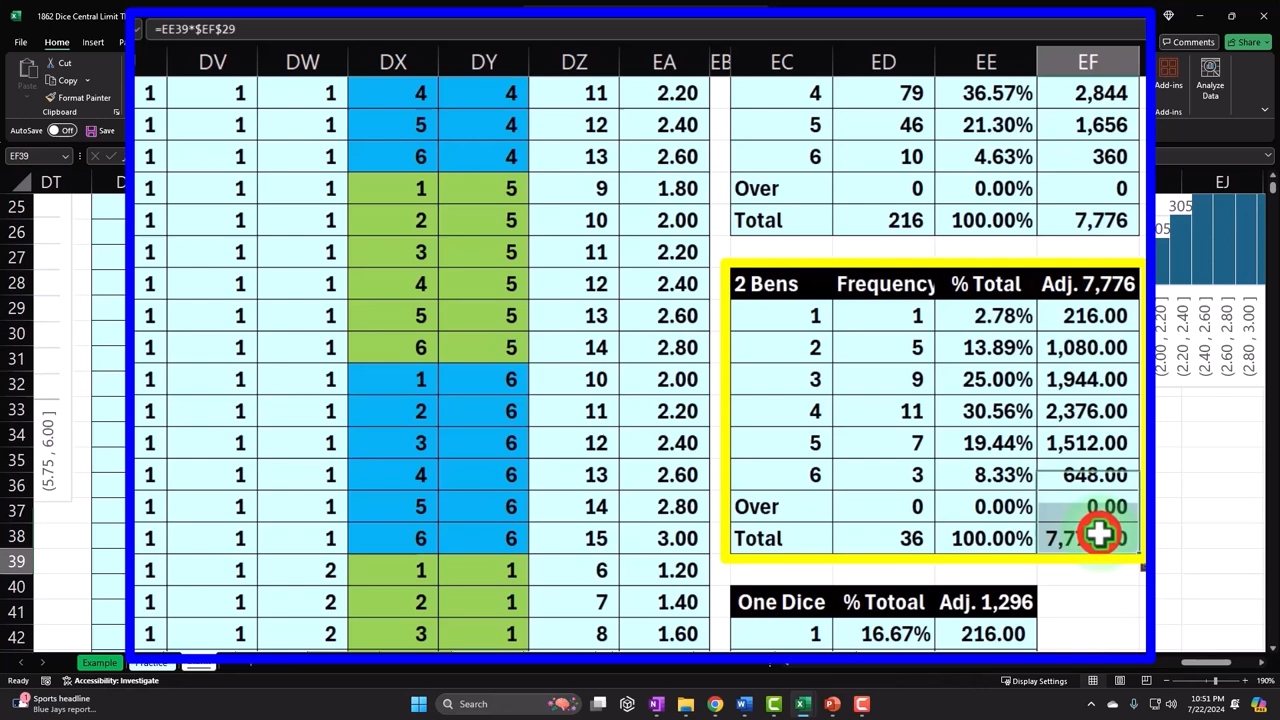 1862 Dice Central Limit Th
=EE39*$EF$29
File Home Insert
Comments Share
Cut
Copy
Format Painter
Paste
Clipboard
Add-ins
Analyze Data
Add-ins
AutoSave Off Save
EF39
DT DV DW DX DY DZ EA EB EC ED EE EF EJ
1 1 1 4 4 11 2.20 4 79 36.57% 2,844
1 1 1 5 4 12 2.40 5 46 21.30% 1,656
1 1 1 6 4 13 2.60 6 10 4.63% 360
1 1 1 1 5 9 1.80 Over 0 0.00% 0
1 1 1 2 5 10 2.00 Total 216 100.00% 7,776
1 1 1 3 5 11 2.20
1 1 1 4 5 12 2.40 2 Bens Frequency % Total Adj. 7,776
1 1 1 5 5 13 2.60 1 1 2.78% 216.00
1 1 1 6 5 14 2.80 2 5 13.89% 1,080.00
1 1 1 1 6 10 2.00 3 9 25.00% 1,944.00
1 1 1 2 6 11 2.20 4 11 30.56% 2,376.00
1 1 1 3 6 12 2.40 5 7 19.44% 1,512.00
1 1 1 4 6 13 2.60 6 3 8.33% 648.00
1 1 1 5 6 14 2.80 Over 0 0.00% 0.00
1 1 1 6 6 15 3.00 Total 36 100.00%
1 1 2 1 1 6 1.20
1 1 2 2 1 7 1.40 One Dice % Totoal Adj. 1,296
1 1 2 3 1 8 1.60 1 16.67% 216.00
25
26
27
28
29
30
31
32
33
34
35
36
37
38
39
40
41
42
(5.75 , 6.00 ]
305
05
(2.00 , 2.20 ]
(2.20 , 2.40 ]
(2.40 , 2.60 ]
(2.60 , 2.80 ]
(2.80 , 3.00 ]
Example Practice
Ready Accessibility: Investigate Display Settings 190%
Sports headline
Blue Jays report...
Search
10:51 PM
7/22/2024